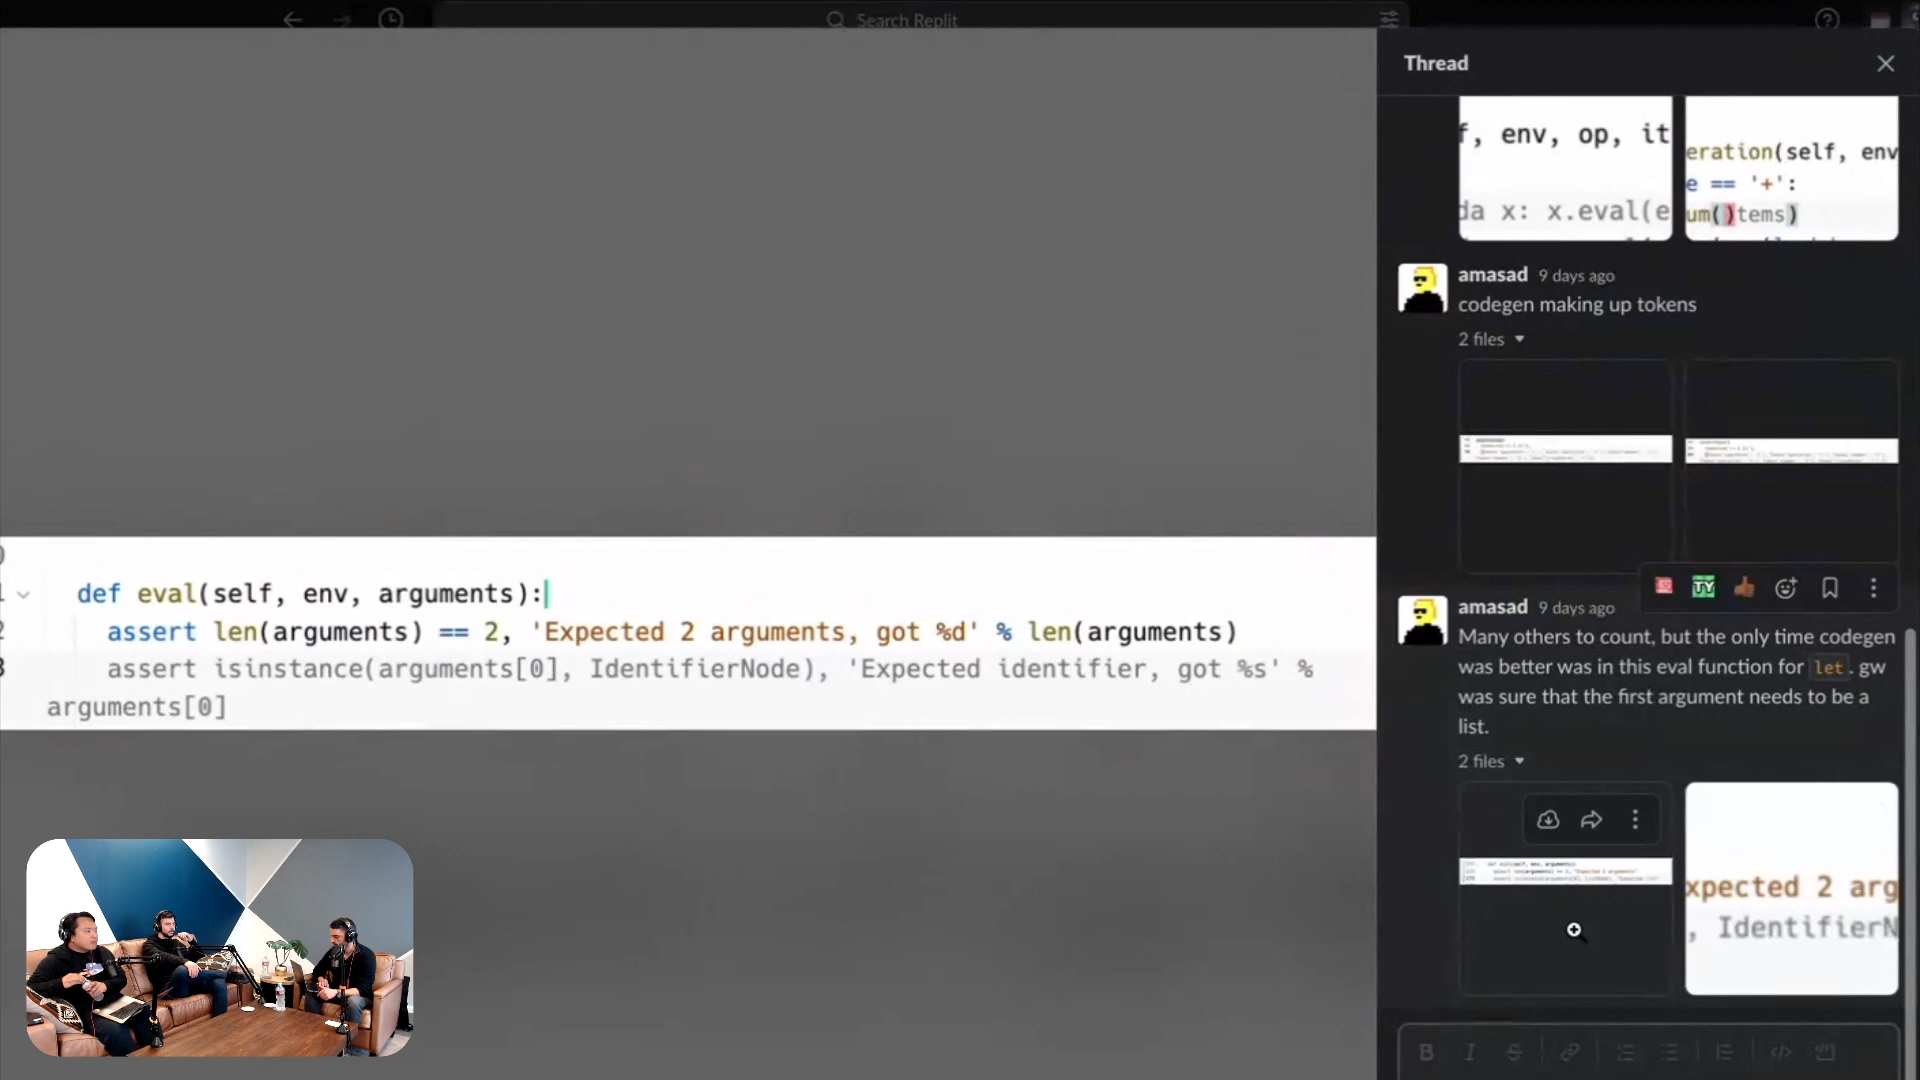 Search Replit
def eval(self, env, arguments):
assert len(arguments) == 2, 'Expected 2 arguments, got %d' % len(arguments)
assert isinstance(arguments[0], IdentifierNode), 'Expected identifier, got %s' %
arguments[0]
Thread
f, env, op, it
da x: x.eval(e
eration(self, env
e == '+':
um()tems)
amasad 9 days ago
codegen making up tokens
2 files
amasad 9 days ago
TY
Many others to count, but the only time codegen
was better was in this eval function for let. gw
was sure that the first argument needs to be a
list.
2 files
xpected 2 arg
, IdentifierN